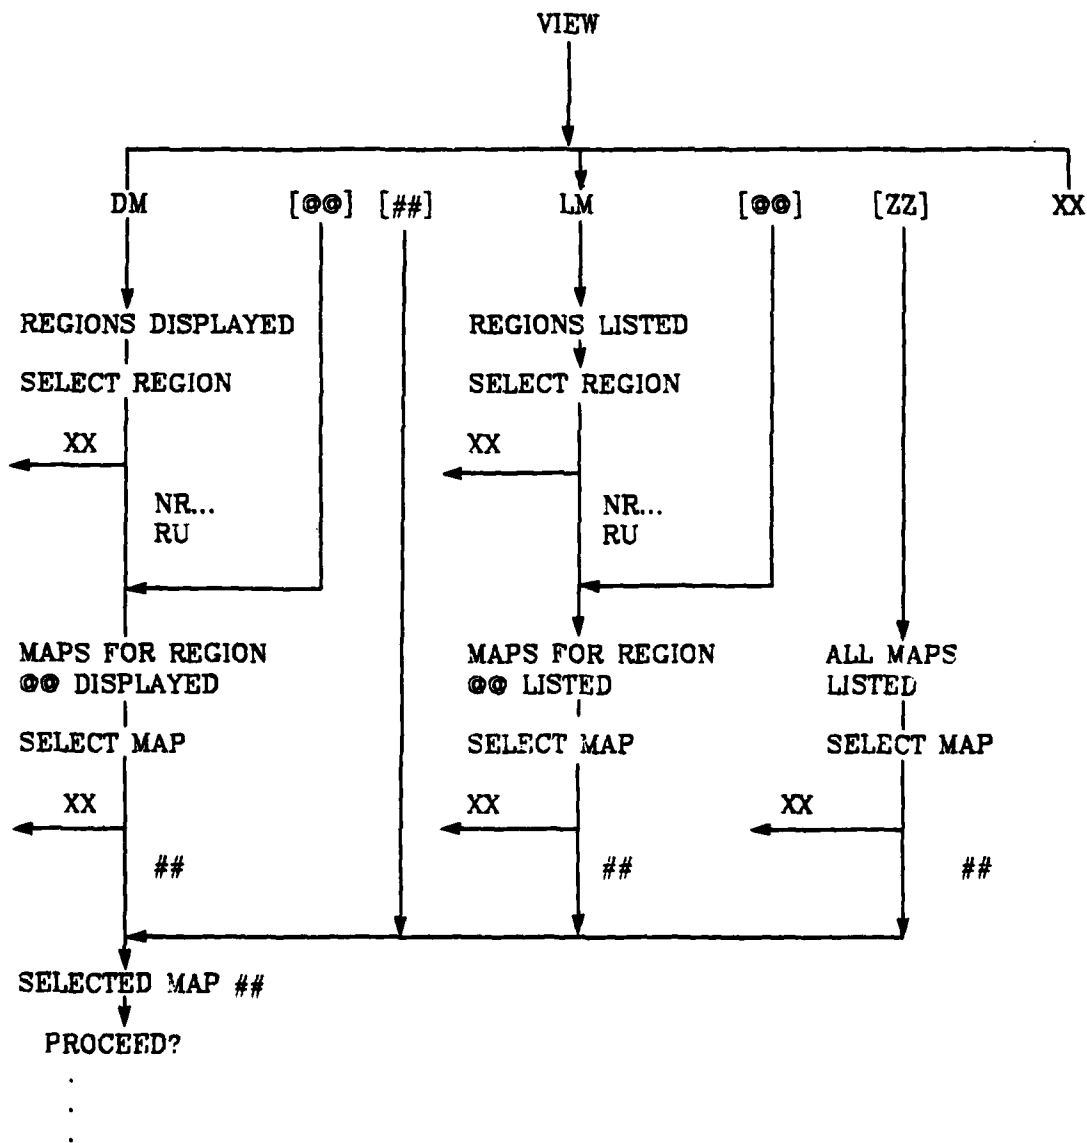 VIEW
DM [@@] [##] LM [@@] [ZZ] XX
REGIONS DISPLAYED
REGIONS LISTED
SELECT REGION
SELECT REGION
XX
XX
NR...
RU
NR...
RU
MAPS FOR REGION
@@ DISPLAYED
MAPS FOR REGION
@@ LISTED
ALL MAPS
LISTED
SELECT MAP
SELECT MAP
SELECT MAP
XX
XX
XX
##
##
##
SELECTED MAP ##
PROCEED?
.
.
.